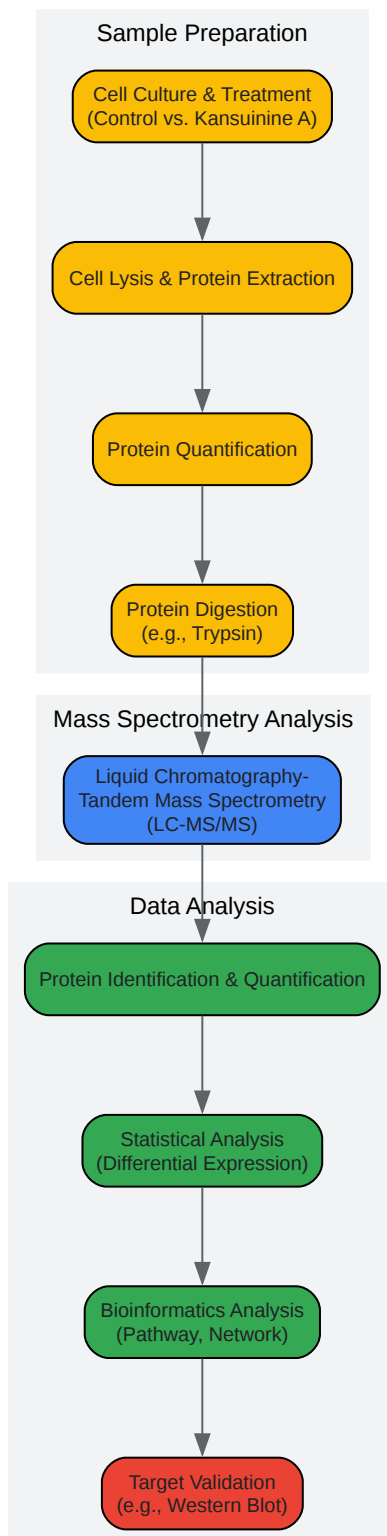 Sample Preparation
Cell Culture & Treatment
(Control vs. Kansuinine A)
Cell Lysis & Protein Extraction
Protein Quantification
Protein Digestion
(e.g., Trypsin)
Mass Spectrometry Analysis
Liquid Chromatography-
Tandem Mass Spectrometry
(LC-MS/MS)
Data Analysis
Protein Identification & Quantification
Statistical Analysis
(Differential Expression)
Bioinformatics Analysis
(Pathway, Network)
Target Validation
(e.g., Western Blot)